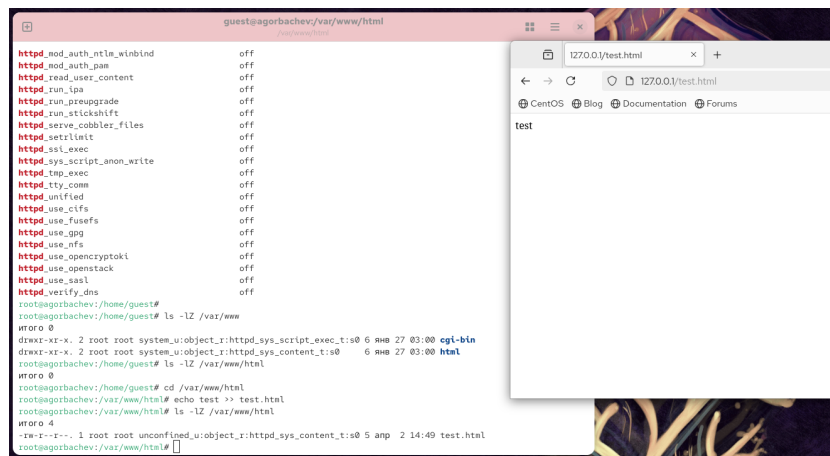 guest@agorbachev:/var/www/html
/var/www/html
httpd_mod_auth_ntlm_winbind off
httpd_mod_auth_pam off
httpd_read_user_content off
httpd_run_ipa off
httpd_run_preupgrade off
httpd_run_stickshift off
httpd_serve_cobbler_files off
httpd_setrlimit off
httpd_ssi_exec off
httpd_sys_script_anon_write off
httpd_tmp_exec off
httpd_tty_comm off
httpd_unified off
httpd_use_cifs off
httpd_use_fusefs off
httpd_use_gpg off
httpd_use_nfs off
httpd_use_opencryptoki off
httpd_use_openstack off
httpd_use_sasl off
httpd_verify_dns off
root@agorbachev:/home/guest#
root@agorbachev:/home/guest# ls -lZ /var/www
итого 0
drwxr-xr-x. 2 root root system_u:object_r:httpd_sys_script_exec_t:s0 6 янв 27 03:00 cgi-bin
drwxr-xr-x. 2 root root system_u:object_r:httpd_sys_content_t:s0 6 янв 27 03:00 html
root@agorbachev:/home/guest# ls -lZ /var/www/html
итого 0
root@agorbachev:/home/guest# cd /var/www/html
root@agorbachev:/var/www/html# echo test >> test.html
root@agorbachev:/var/www/html# ls -lZ /var/www/html
итого 4
-rw-r--r--. 1 root root unconfined_u:object_r:httpd_sys_content_t:s0 5 апр 2 14:49 test.html
root@agorbachev:/var/www/html#
127.0.0.1/test.html
127.0.0.1/test.html
CentOS Blog Documentation Forums
test